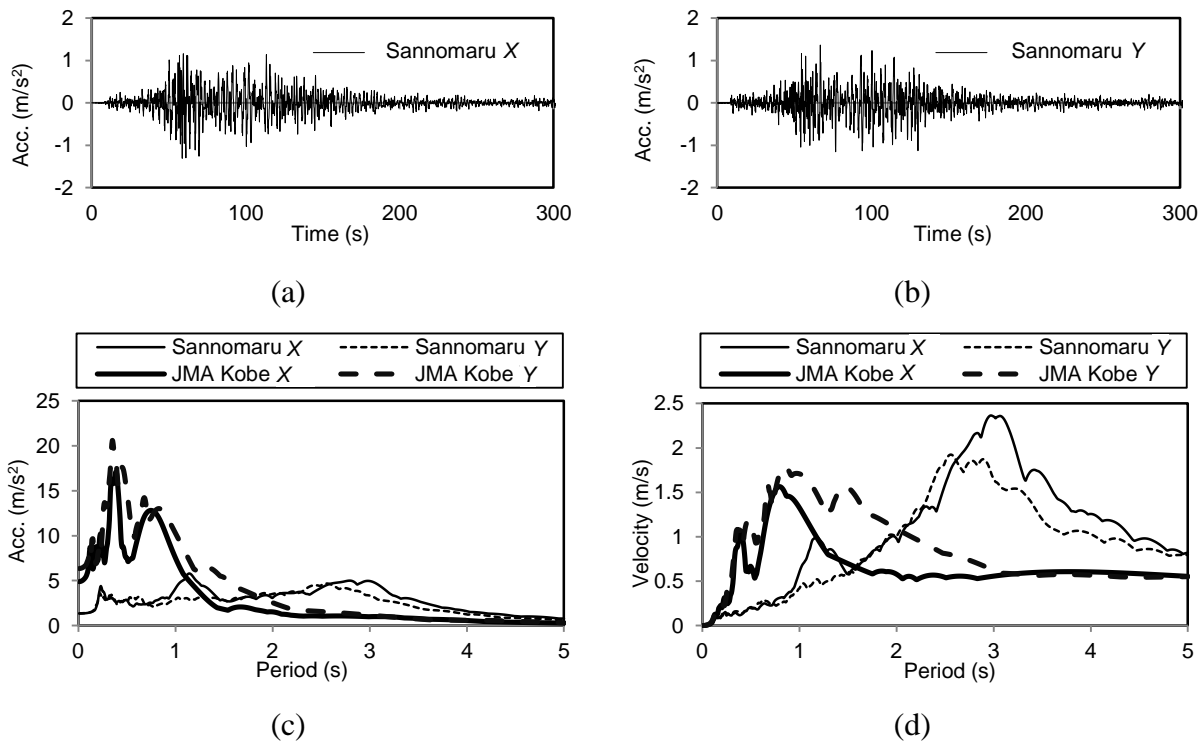 2
1
0
-1
-2
Acc. (m/s²)
Sannomaru X
0 100 200 300
Time (s)
(a)
2
1
0
-1
-2
Acc. (m/s²)
Sannomaru Y
0 100 200 300
Time (s)
(b)
Sannomaru X Sannomaru Y
JMA Kobe X JMA Kobe Y
25
20
15
10
5
0
Acc. (m/s²)
0 1 2 3 4 5
Period (s)
(c)
Sannomaru X Sannomaru Y
JMA Kobe X JMA Kobe Y
2.5
2
1.5
1
0.5
0
Velocity (m/s)
0 1 2 3 4 5
Period (s)
(d)